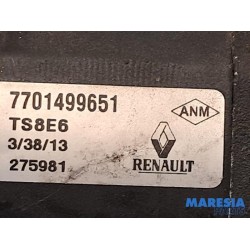 7701499651
TS8E6
3/38/13
275981
ANM
RENAULT
MARESIA